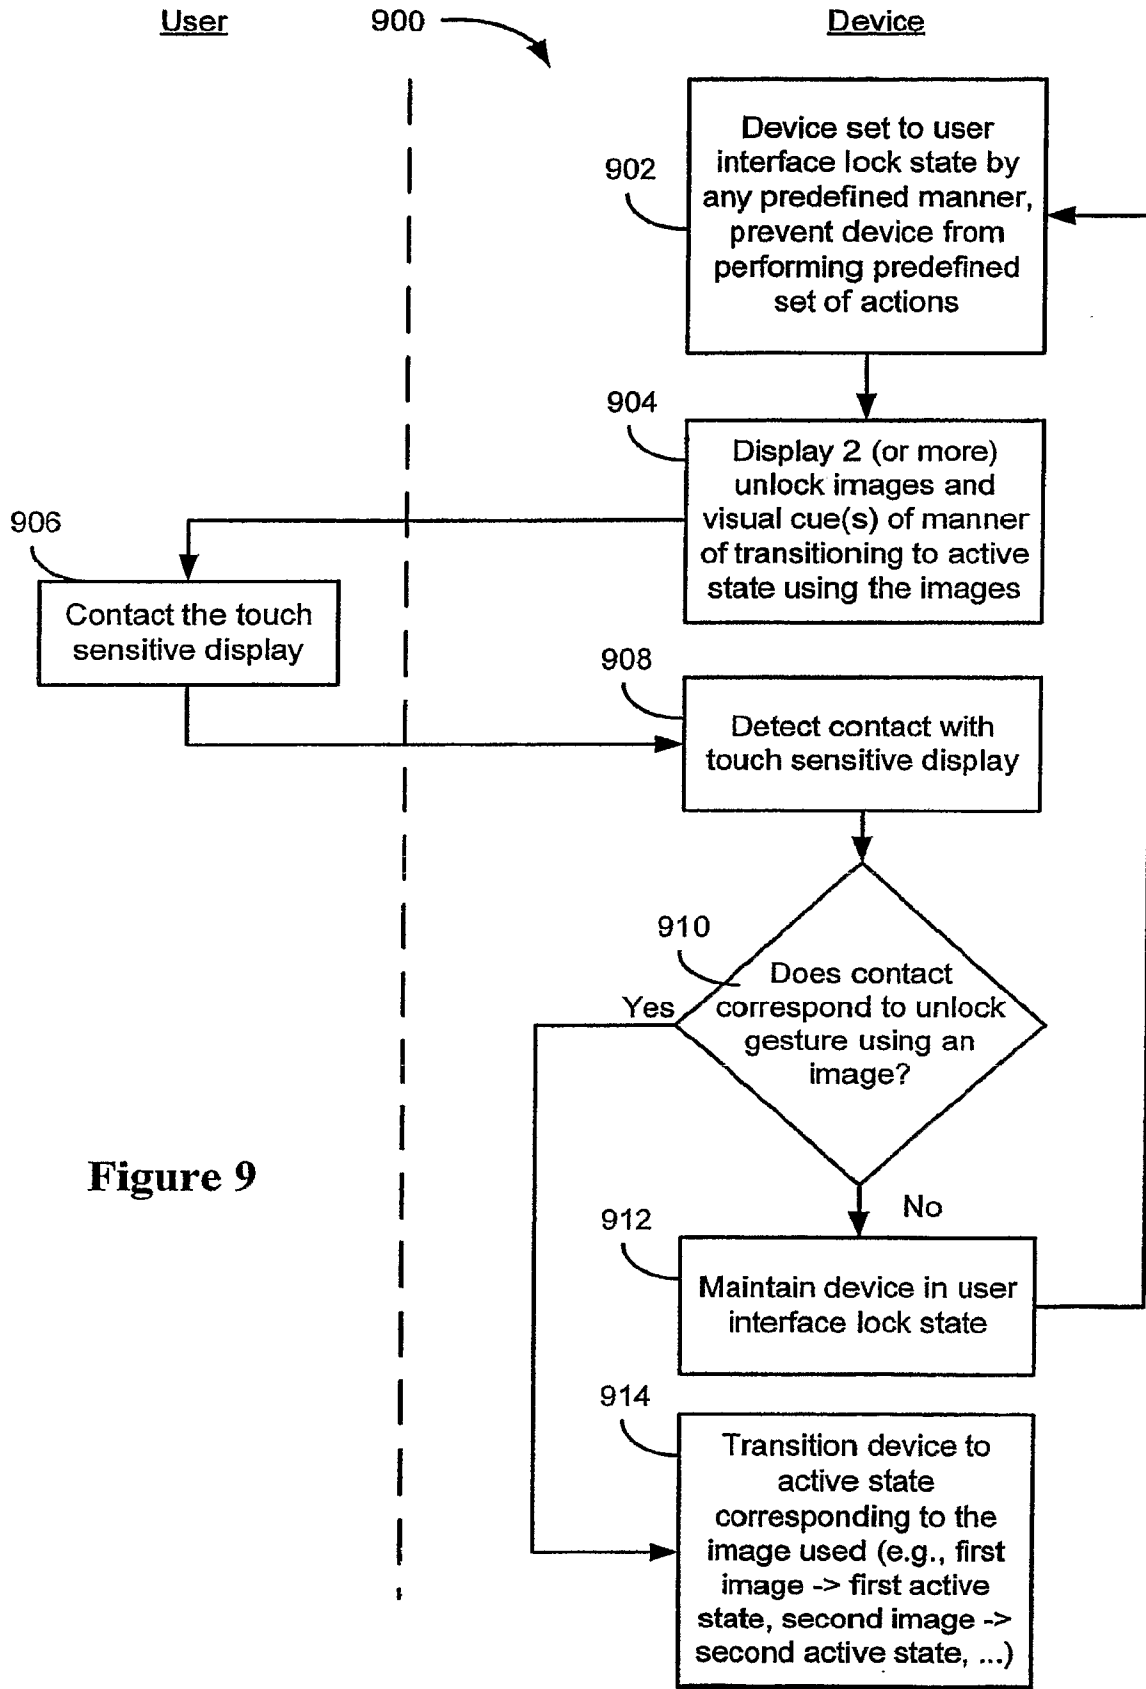 User
900
Device
902
Device set to user
interface lock state by
any predefined manner,
prevent device from
performing predefined
set of actions
904
Display 2 (or more)
unlock images and
visual cue(s) of manner
of transitioning to active
state using the images
906
Contact the touch
sensitive display
908
Detect contact with
touch sensitive display
910
Does contact
correspond to unlock
gesture using an
image?
Yes
No
Figure 9
912
Maintain device in user
interface lock state
914
Transition device to
active state
corresponding to the
image used (e.g., first
image -> first active
state, second image ->
second active state, ...)